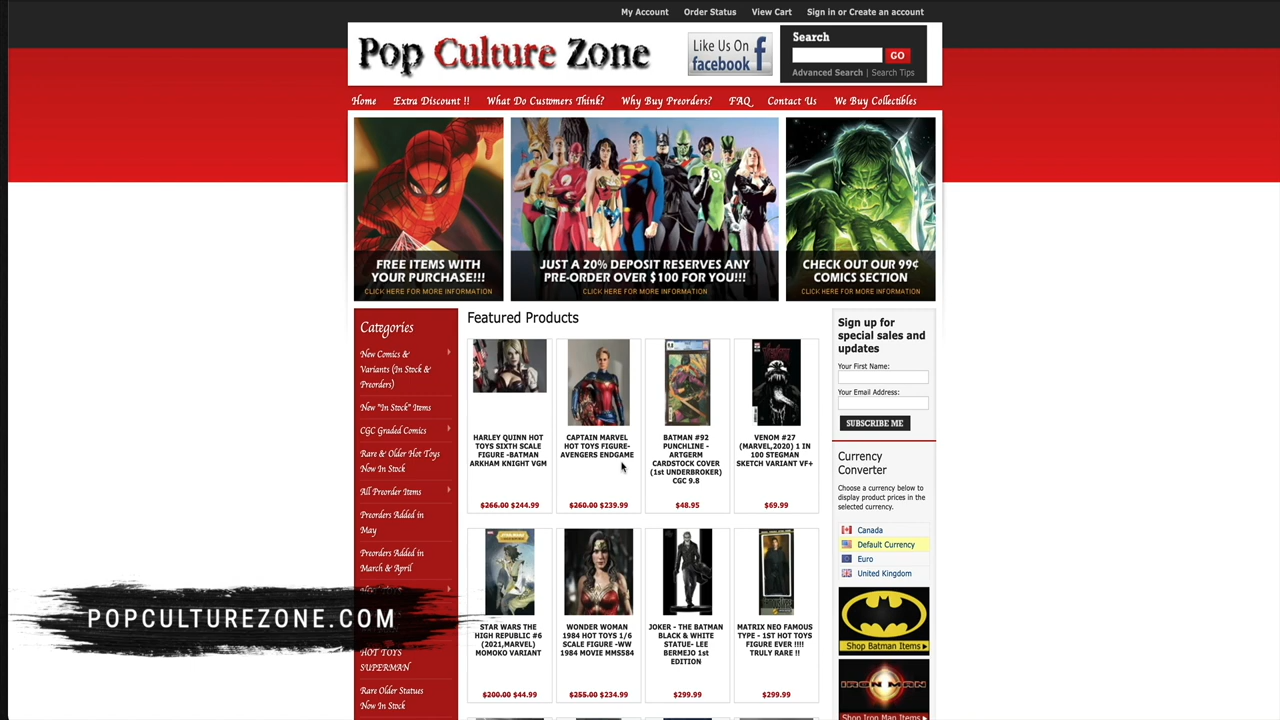 My Account
Order Status
View Cart
Sign in or Create an account
Pop Culture Zone
Like Us On
facebook
f
Search
GO
Advanced Search | Search Tips
Home
Extra Discount !!
What Do Customers Think?
Why Buy Preorders?
FAQ
Contact Us
We Buy Collectibles
FREE ITEMS WITH
YOUR PURCHASE!!!
CLICK HERE FOR MORE INFORMATION
JUST A 20% DEPOSIT RESERVES ANY
PRE-ORDER OVER $100 FOR YOU!!!
CLICK HERE FOR MORE INFORMATION
CHECK OUT OUR 99¢
COMICS SECTION
CLICK HERE FOR MORE INFORMATION
Categories
New Comics &
Variants (In Stock &
Preorders)
New "In Stock" Items
CGC Graded Comics
Rare & Older Hot Toys
Now In Stock
All Preorder Items
Preorders Added in
May
Preorders Added in
March & April
HOT TOYS
SUPERMAN
Rare Older Statues
Now In Stock
Featured Products
HARLEY QUINN HOT
TOYS SIXTH SCALE
FIGURE -BATMAN
ARKHAM KNIGHT VGM
$266.00 $244.99
CAPTAIN MARVEL
HOT TOYS FIGURE-
AVENGERS ENDGAME
$260.00 $239.99
BATMAN #92
PUNCHLINE -
ARTGERM
CARDSTOCK COVER
(1st UNDERBROKER)
CGC 9.8
$48.95
VENOM #27
(MARVEL,2020) 1 IN
100 STEGMAN
SKETCH VARIANT VF+
$69.99
STAR WARS THE
HIGH REPUBLIC #6
(2021,MARVEL)
MOMOKO VARIANT
$200.00 $44.99
WONDER WOMAN
1984 HOT TOYS 1/6
SCALE FIGURE -WW
1984 MOVIE MMS584
$255.00 $234.99
JOKER - THE BATMAN
BLACK & WHITE
STATUE- LEE
BERMEJO 1st
EDITION
$299.99
MATRIX NEO FAMOUS
TYPE - 1ST HOT TOYS
FIGURE EVER !!!!
TRULY RARE !!
$299.99
Sign up for
special sales and
updates
Your First Name:
Your Email Address:
SUBSCRIBE ME
Currency
Converter
Choose a currency below to
display product prices in the
selected currency.
Canada
Default Currency
Euro
United Kingdom
Shop Batman Items
IRON MAN
Shop Iron Man Items
POPCULTUREZONE.COM